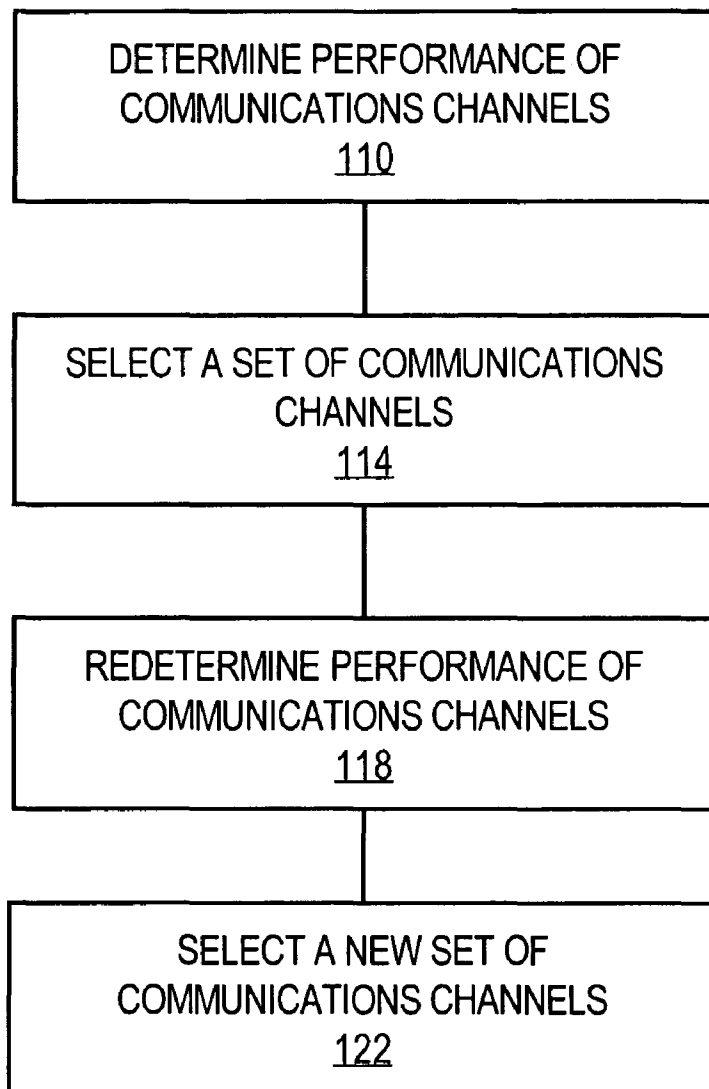 DETERMINE PERFORMANCE OF
COMMUNICATIONS CHANNELS
110
SELECT A SET OF COMMUNICATIONS
CHANNELS
114
REDETERMINE PERFORMANCE OF
COMMUNICATIONS CHANNELS
118
SELECT A NEW SET OF
COMMUNICATIONS CHANNELS
122